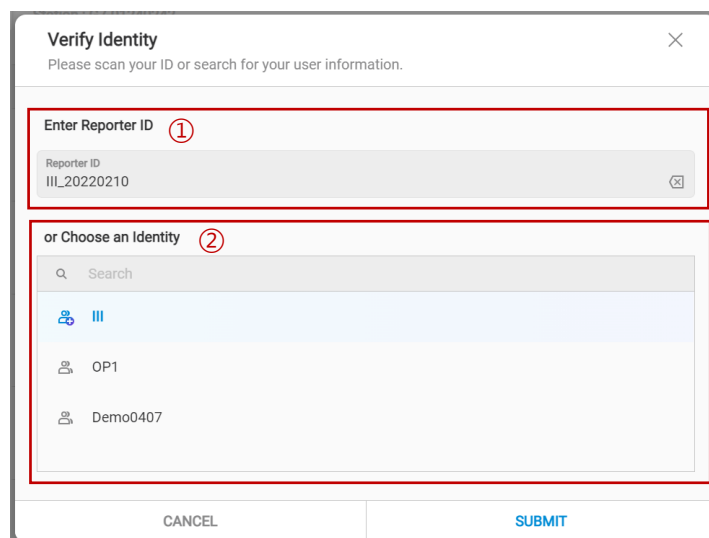 Verify Identity
Please scan your ID or search for your user information.
Enter Reporter ID ①
Reporter ID
III_20220210
or Choose an Identity ②
Search
III
OP1
Demo0407
CANCEL SUBMIT